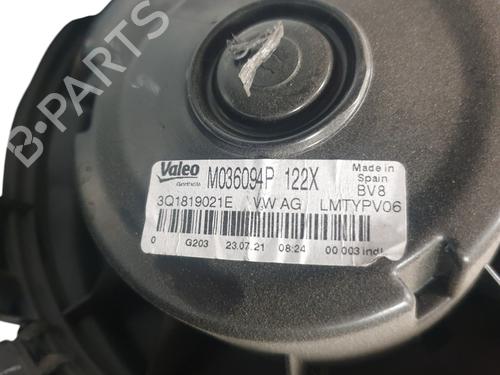 B-PARTS
Valeo
M036094P 122X
Made in
Spain
3Q1819021E VW AG LMTYPV06
BV8
0 G203 23.07.21 08:24 00 003 ind